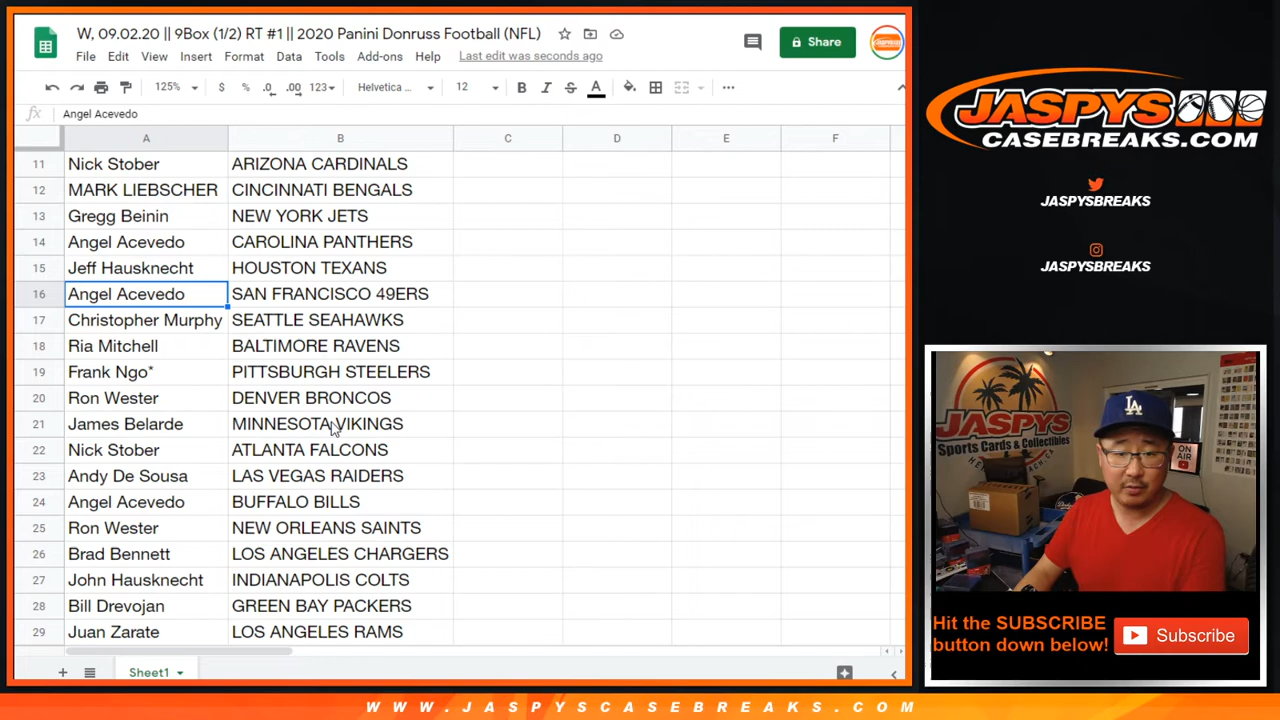 W, 09.02.20 || 9Box (1/2) RT #1 || 2020 Panini Donruss Football (NFL)
File Edit View Insert Format Data Tools Add-ons Help Last edit was seconds ago
Share
125% $ % .0 .00 123 Helvetica ... 12 B I S A
fx Angel Acevedo
A B C D E F
11 Nick Stober ARIZONA CARDINALS
12 MARK LIEBSCHER CINCINNATI BENGALS
13 Gregg Beinin NEW YORK JETS
14 Angel Acevedo CAROLINA PANTHERS
15 Jeff Hausknecht HOUSTON TEXANS
16 Angel Acevedo SAN FRANCISCO 49ERS
17 Christopher Murphy SEATTLE SEAHAWKS
18 Ria Mitchell BALTIMORE RAVENS
19 Frank Ngo* PITTSBURGH STEELERS
20 Ron Wester DENVER BRONCOS
21 James Belarde MINNESOTA VIKINGS
22 Nick Stober ATLANTA FALCONS
23 Andy De Sousa LAS VEGAS RAIDERS
24 Angel Acevedo BUFFALO BILLS
25 Ron Wester NEW ORLEANS SAINTS
26 Brad Bennett LOS ANGELES CHARGERS
27 John Hausknecht INDIANAPOLIS COLTS
28 Bill Drevojan GREEN BAY PACKERS
29 Juan Zarate LOS ANGELES RAMS
Sheet1
JASPYS
CASEBREAKS.COM
JASPYSBREAKS
JASPYSBREAKS
JASPY'S
Sports Cards & Collectibles
ON AIR
LA
Hit the SUBSCRIBE
button down below!
Subscribe
WWW.JASPYSCASEBREAKS.COM